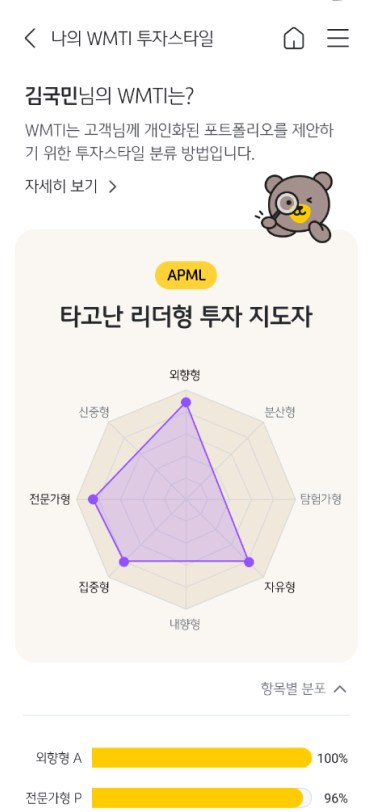 나의 WMTI 투자스타일
김국민님의 WMTI는?
WMTI는 고객님께 개인화된 포트폴리오를 제안하
기 위한 투자스타일 분류 방법입니다.
자세히 보기
APML
타고난 리더형 투자 지도자
외향형
신중형
분산형
전문가형
탐험가형
집중형
자유형
내향형
항목별 분포
외향형 A 100%
전문가형 P 96%